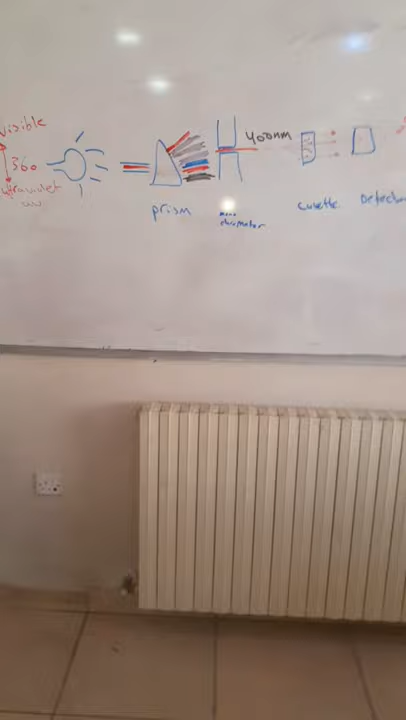 visible
360
ultraviolet
uv
400nm
prism
mono
chromator
cuvette
Detector